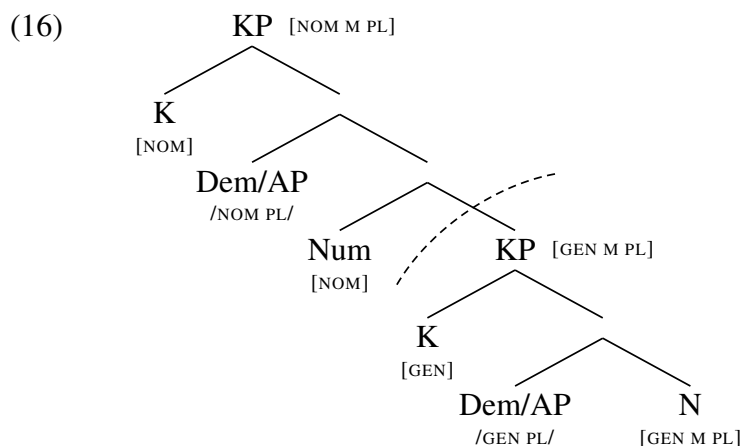 (16)
KP [NOM M PL]
K
[NOM]
Dem/AP
/NOM PL/
Num
[NOM]
KP [GEN M PL]
K
[GEN]
Dem/AP
/GEN PL/
N
[GEN M PL]